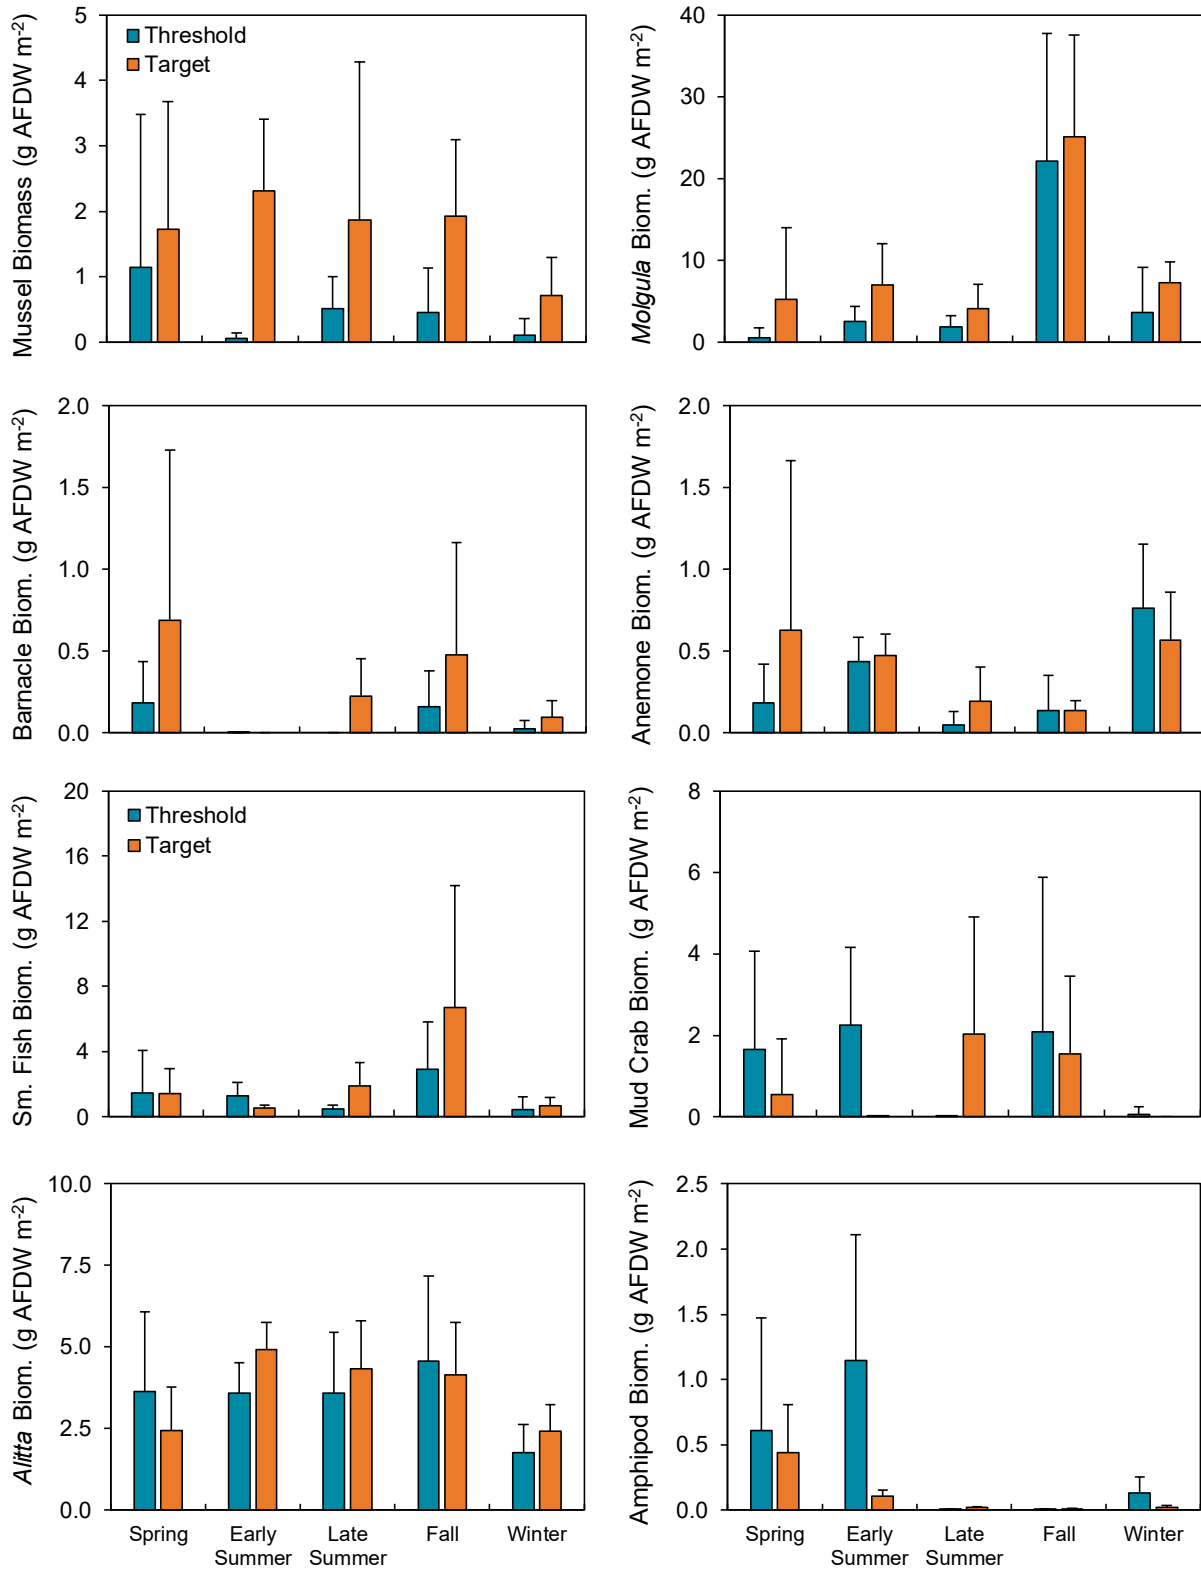 Mussel Biomass (g AFDW m-2)
5
4
3
2
1
0
Threshold
Target
Molgula Biom. (g AFDW m-2)
40
30
20
10
0
Barnacle Biom. (g AFDW m-2)
2.0
1.5
1.0
0.5
0.0
Anemone Biom. (g AFDW m-2)
2.0
1.5
1.0
0.5
0.0
Sm. Fish Biom. (g AFDW m-2)
20
16
12
8
4
0
Threshold
Target
Mud Crab Biom. (g AFDW m-2)
8
6
4
2
0
Alitta Biom. (g AFDW m-2)
10.0
7.5
5.0
2.5
0.0
Spring
Early
Summer
Late
Summer
Fall
Winter
Amphipod Biom. (g AFDW m-2)
2.5
2.0
1.5
1.0
0.5
0.0
Spring
Early
Summer
Late
Summer
Fall
Winter